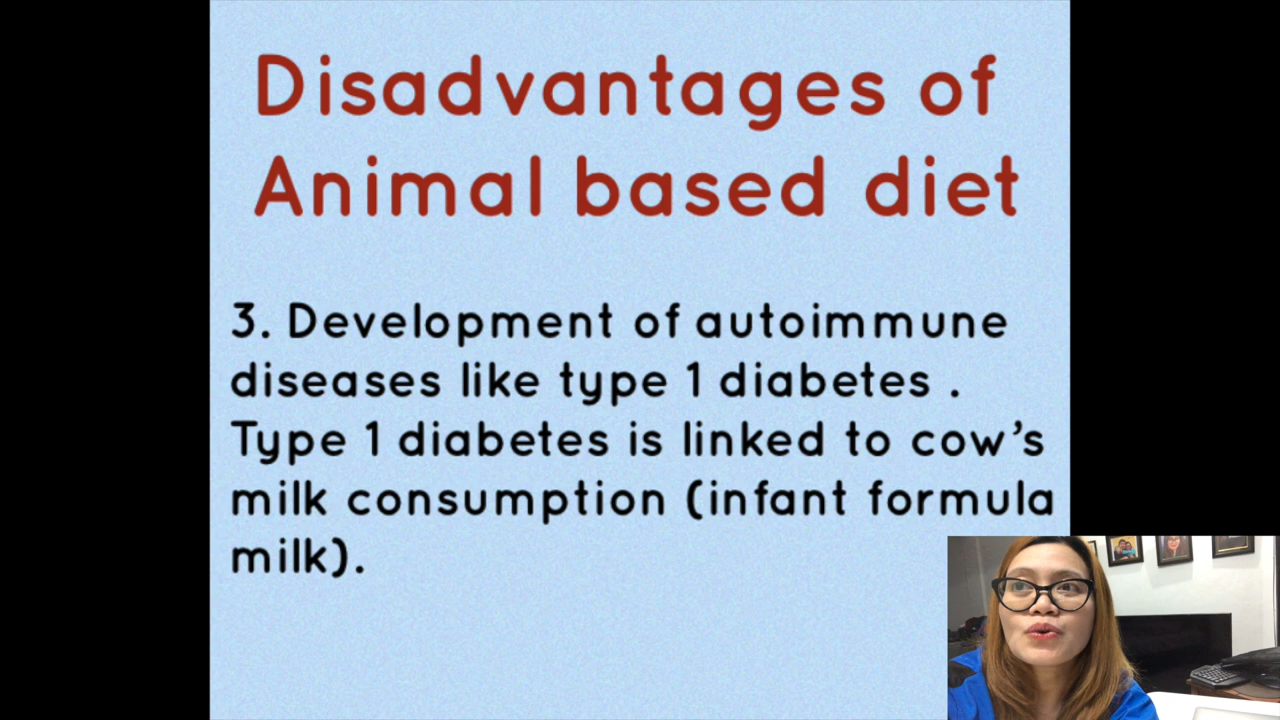 Disadvantages of
Animal based diet
3. Development of autoimmune
diseases like type 1 diabetes .
Type 1 diabetes is linked to cow's
milk consumption (infant formula
milk).